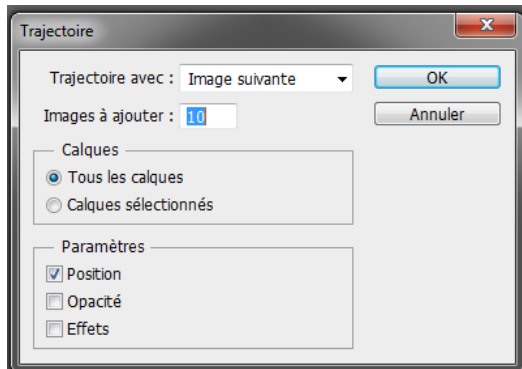 Trajectoire
Trajectoire avec : Image suivante
OK
Images à ajouter : 10
Annuler
Calques
Tous les calques
Calques sélectionnés
Paramètres
Position
Opacité
Effets